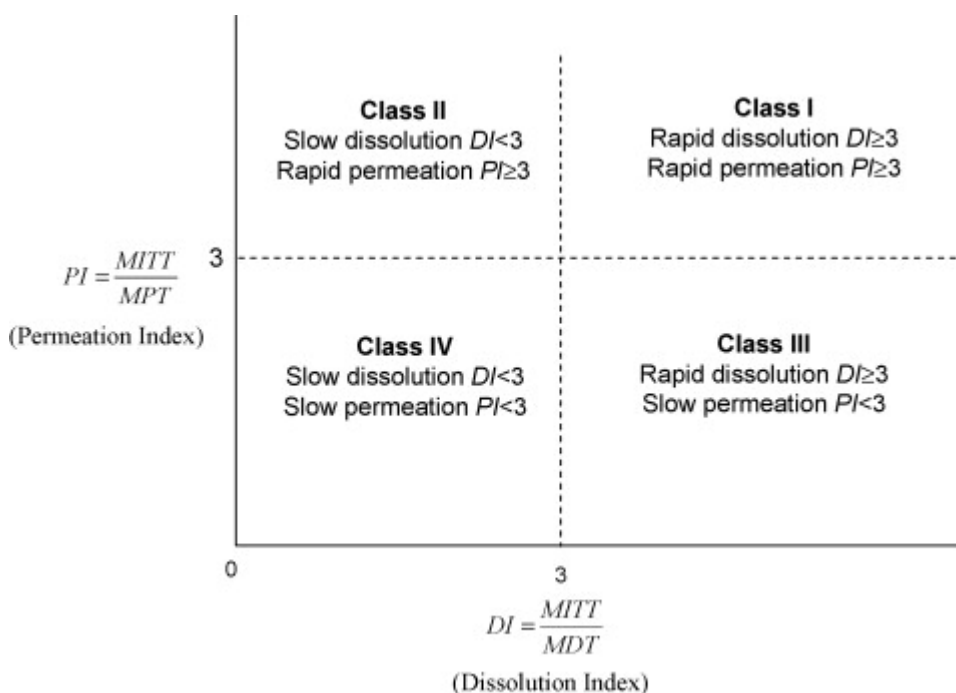 Class II
Slow dissolution DI<3
Rapid permeation PI≥3
Class I
Rapid dissolution DI≥3
Rapid permeation PI≥3
3
PI = MITT
MPT
(Permeation Index)
Class IV
Slow dissolution DI<3
Slow permeation PI<3
Class III
Rapid dissolution DI≥3
Slow permeation PI<3
0
3
DI = MITT
MDT
(Dissolution Index)